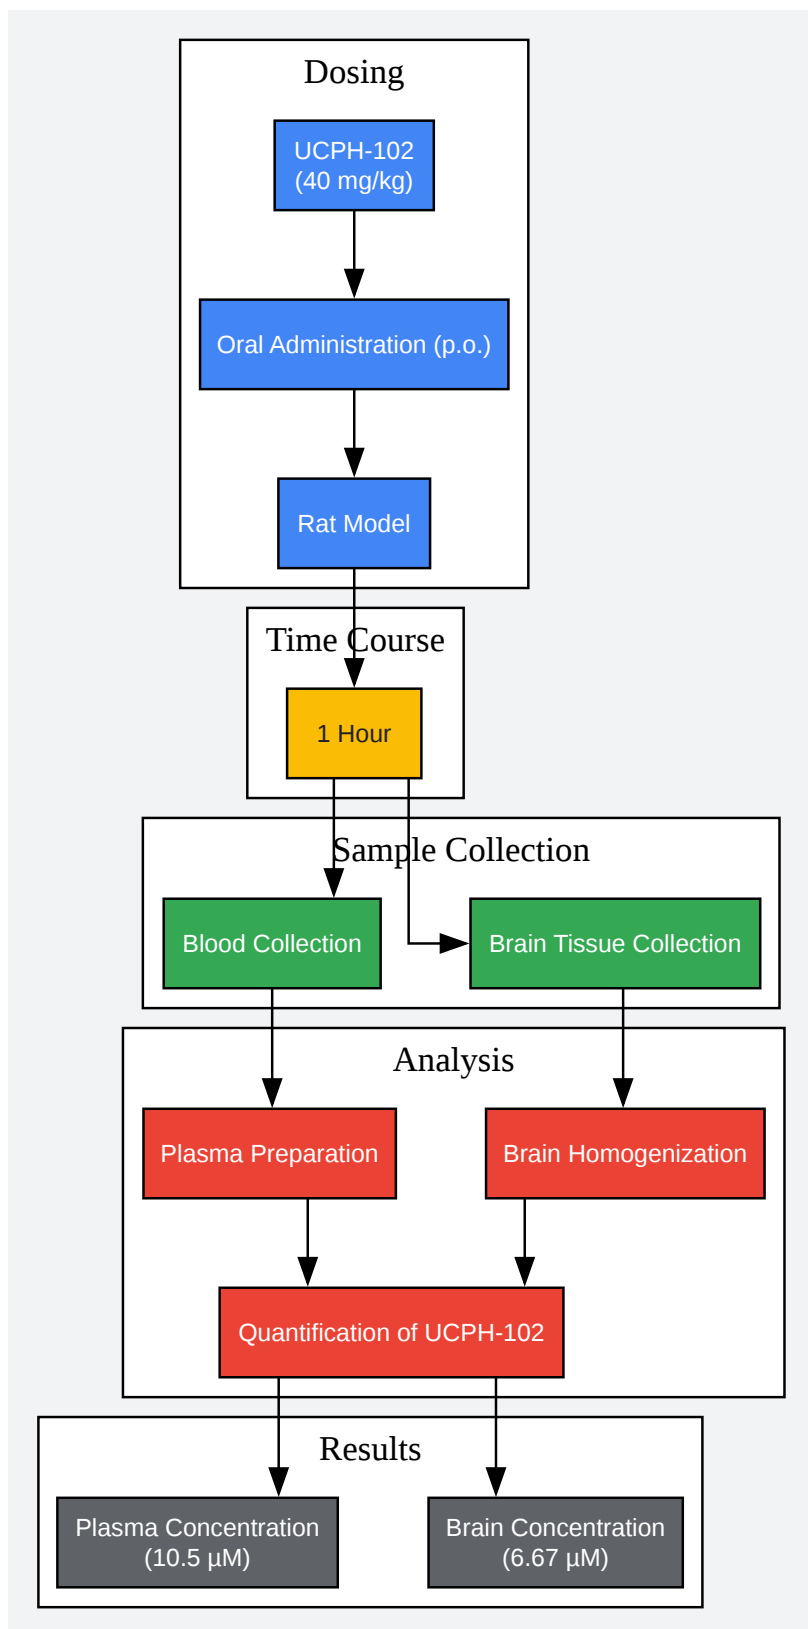 Dosing
UCPH-102
(40 mg/kg)
Oral Administration (p.o.)
Rat Model
Time Course
1 Hour
Sample Collection
Blood Collection
Brain Tissue Collection
Analysis
Plasma Preparation
Brain Homogenization
Quantification of UCPH-102
Results
Plasma Concentration
(10.5 µM)
Brain Concentration
(6.67 µM)